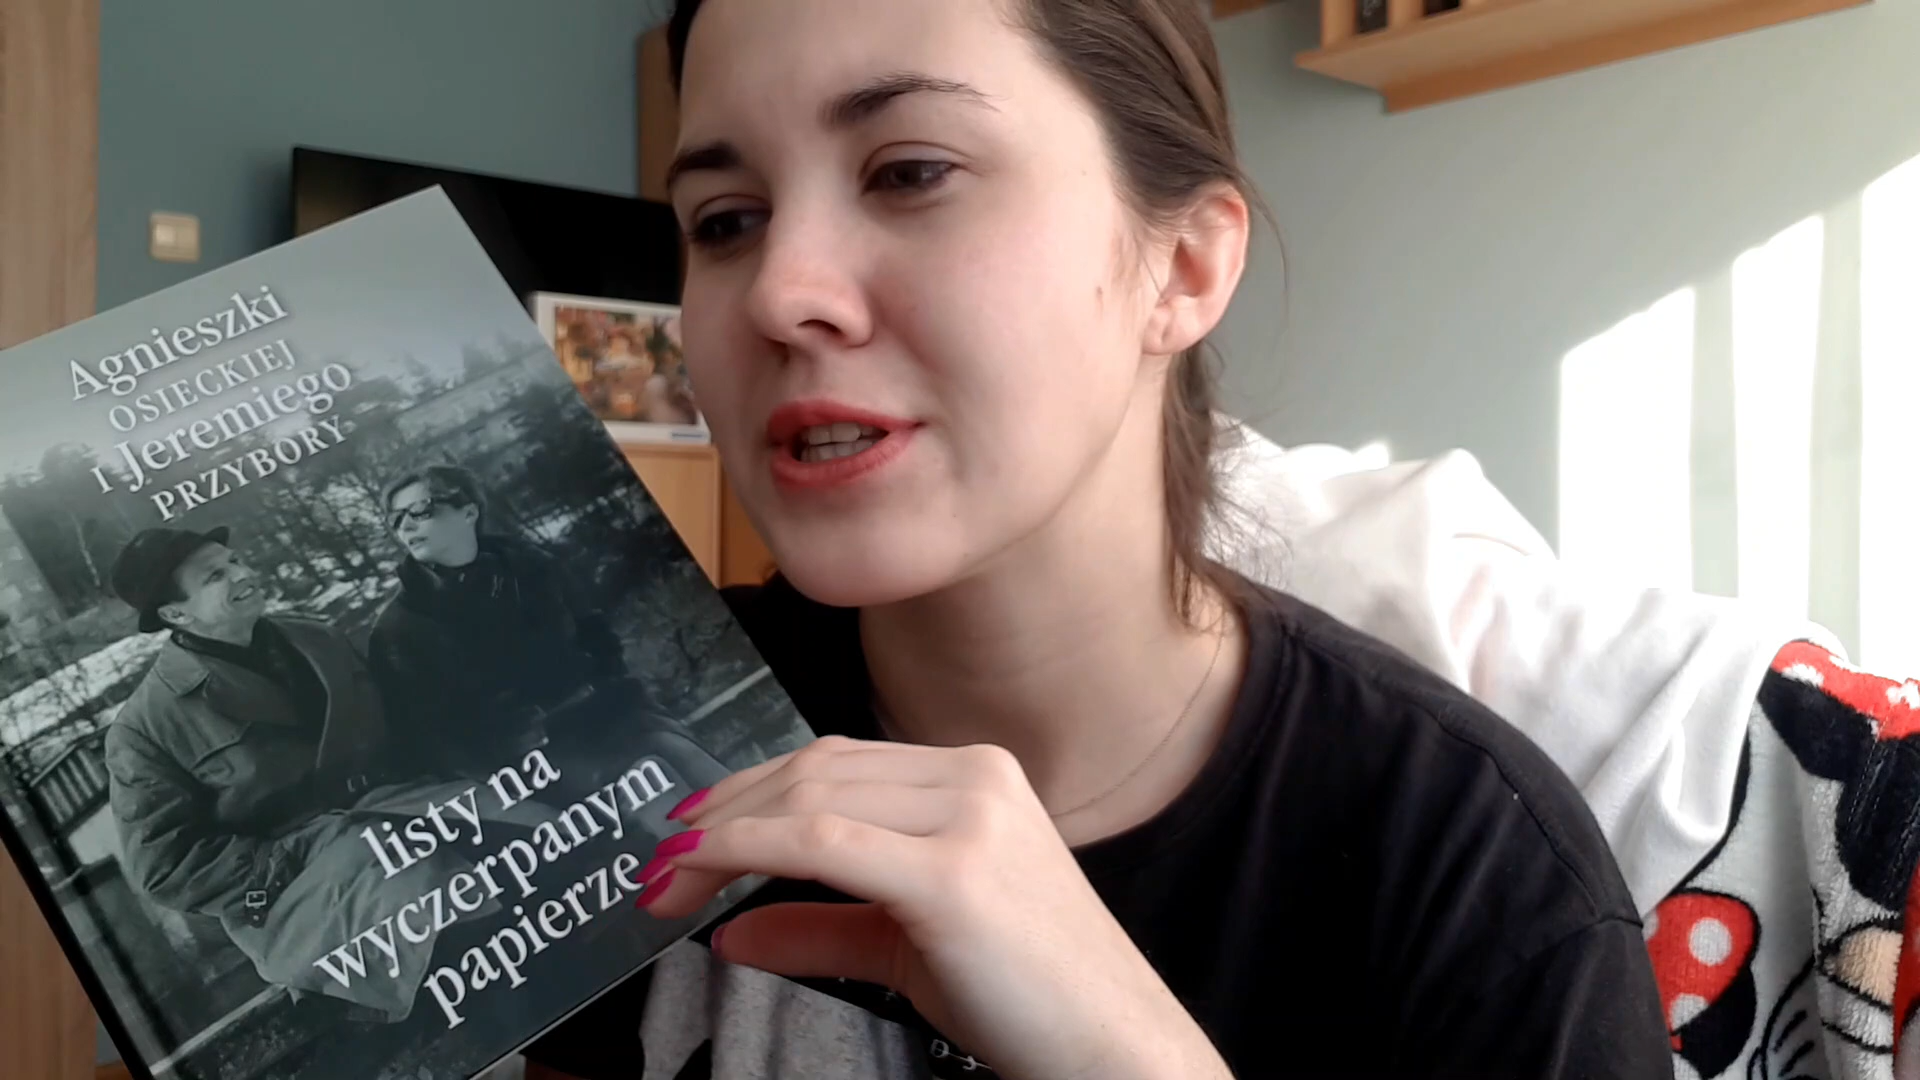 Agnieszki
OSIECKIEJ
I Jeremiego
PRZYBORY
listy na
wyczerpanym
papierze